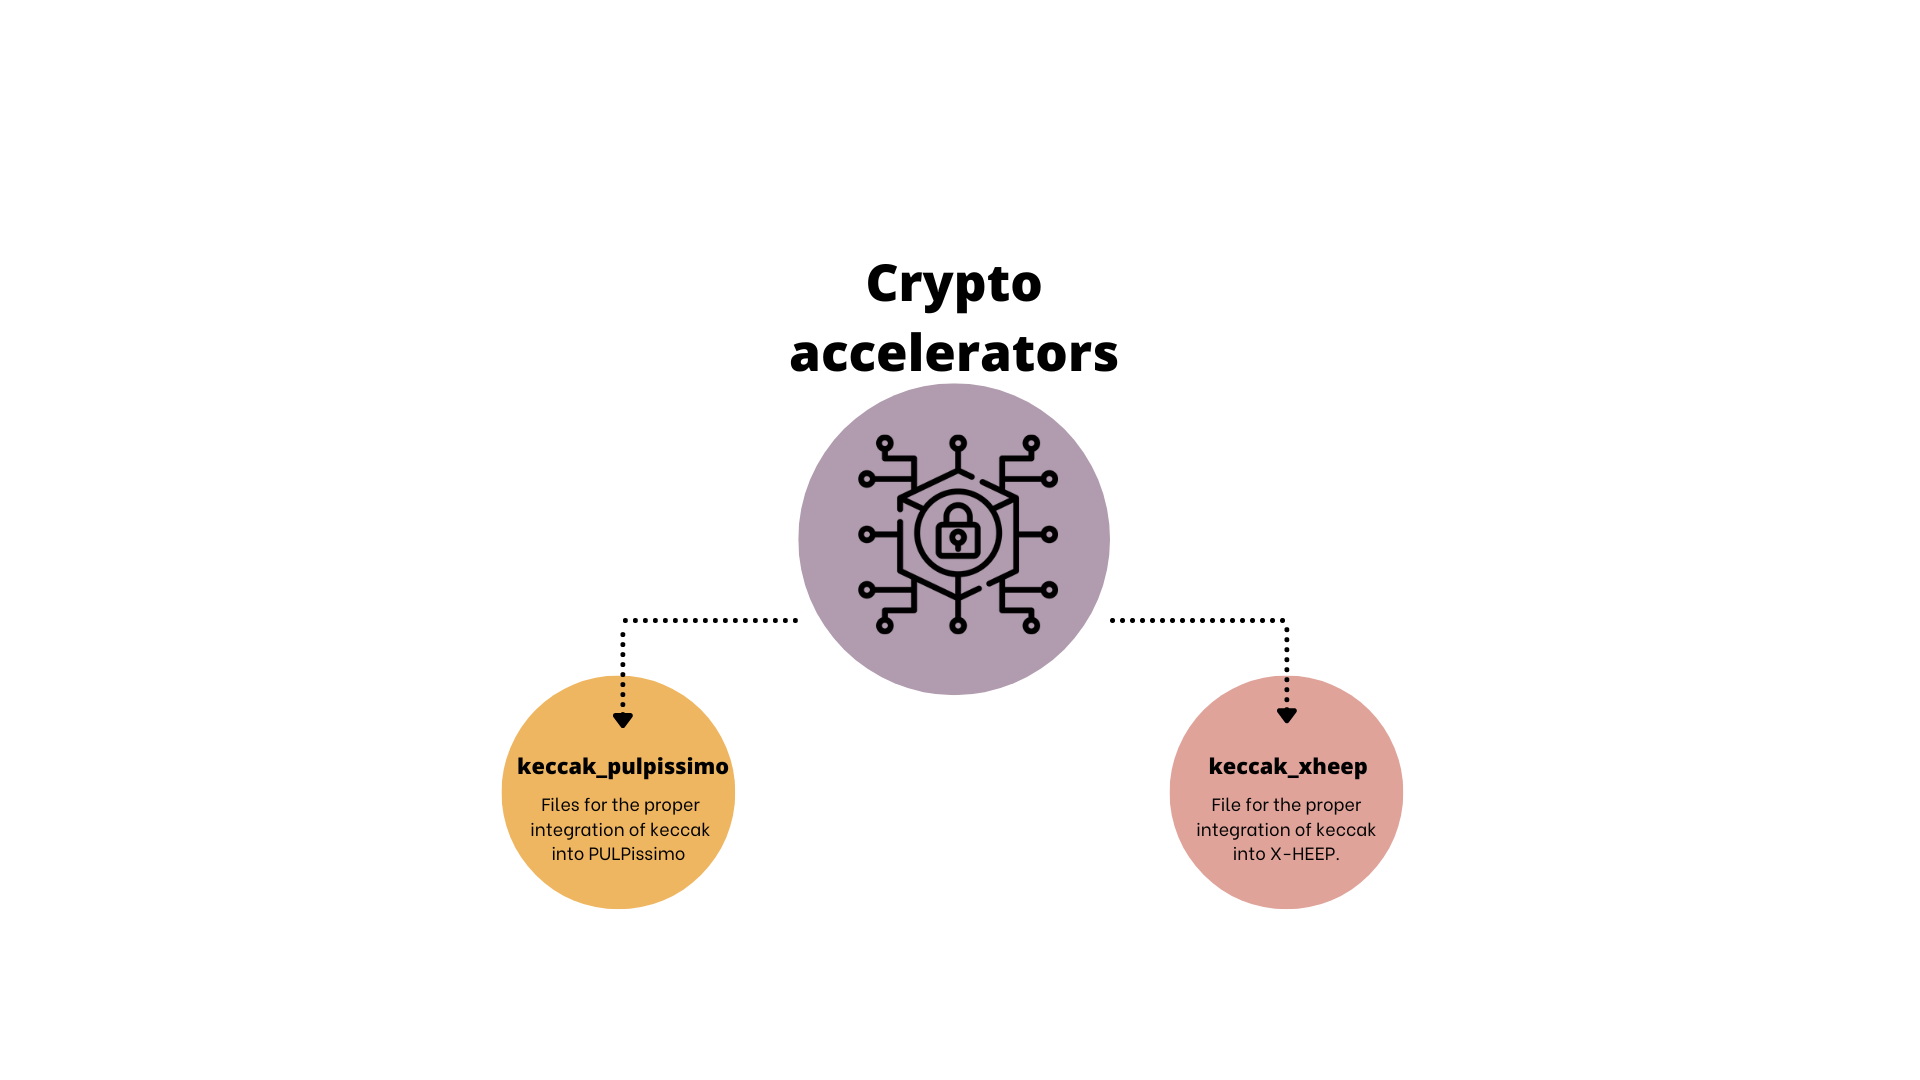 Crypto
accelerators
keccak_pulpissimo
Files for the proper
integration of keccak
into PULPissimo
keccak_xheep
File for the proper
integration of keccak
into X-HEEP.